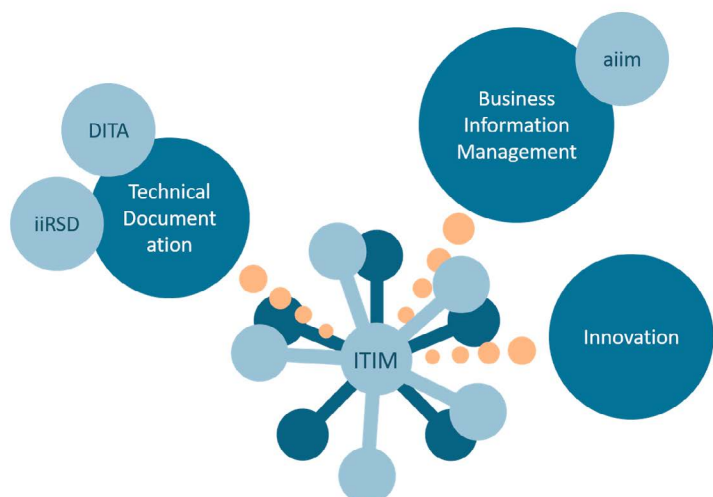 aiim
Business
Information
Management
DITA
Technical
Document
ation
iiRSD
Innovation
ITIM